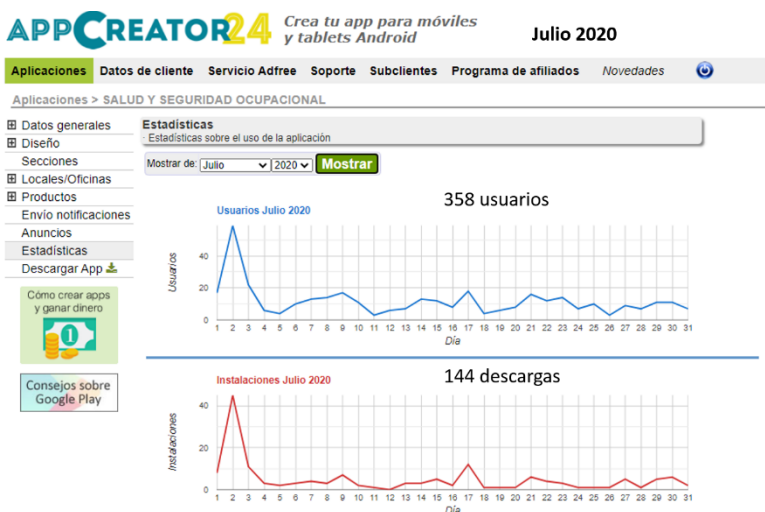 APPCREATOR24
Crea tu app para móviles
y tablets Android
Julio 2020
Aplicaciones Datos de cliente Servicio Adfree Soporte Subclientes Programa de afiliados Novedades
Aplicaciones > SALUD Y SEGURIDAD OCUPACIONAL
Datos generales
Diseño
Secciones
Locales/Oficinas
Productos
Envío notificaciones
Anuncios
Estadísticas
Descargar App
Cómo crear apps
y ganar dinero
1
Consejos sobre
Google Play
Estadísticas
- Estadísticas sobre el uso de la aplicación
Mostrar de: Julio 2020 Mostrar
358 usuarios
Usuarios Julio 2020
Usuarios
40
20
0
1 2 3 4 5 6 7 8 9 10 11 12 13 14 15 16 17 18 19 20 21 22 23 24 25 26 27 28 29 30 31
Día
144 descargas
Instalaciones Julio 2020
Instalaciones
40
20
0
1 2 3 4 5 6 7 8 9 10 11 12 13 14 15 16 17 18 19 20 21 22 23 24 25 26 27 28 29 30 31
Día